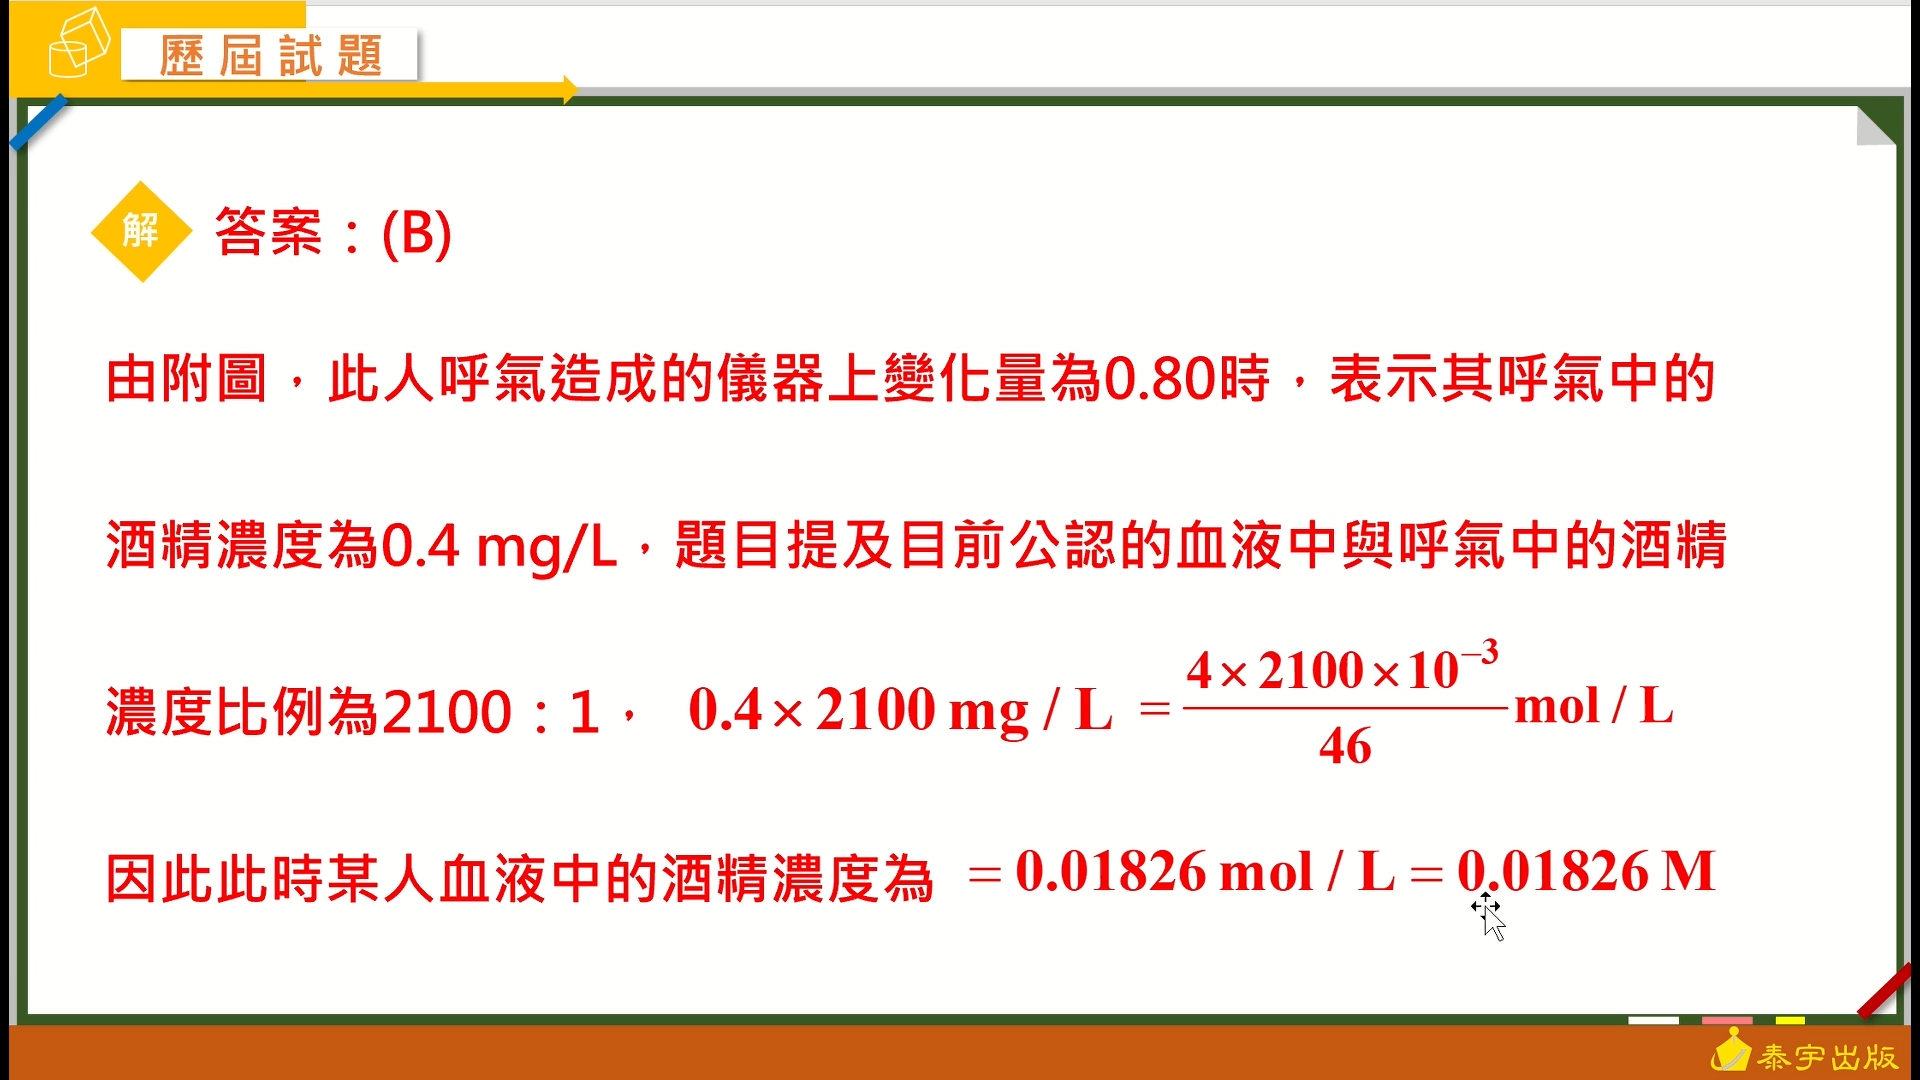 歷屆試題
解 答案：(B)
由附圖，此人呼氣造成的儀器上變化量為0.80時，表示其呼氣中的
酒精濃度為0.4 mg/L，題目提及目前公認的血液中與呼氣中的酒精
濃度比例為2100：1， 0.4×2100 mg / L = 4×2100×10⁻³/46 mol / L
因此此時某人血液中的酒精濃度為 = 0.01826 mol / L = 0.01826 M
泰宇出版